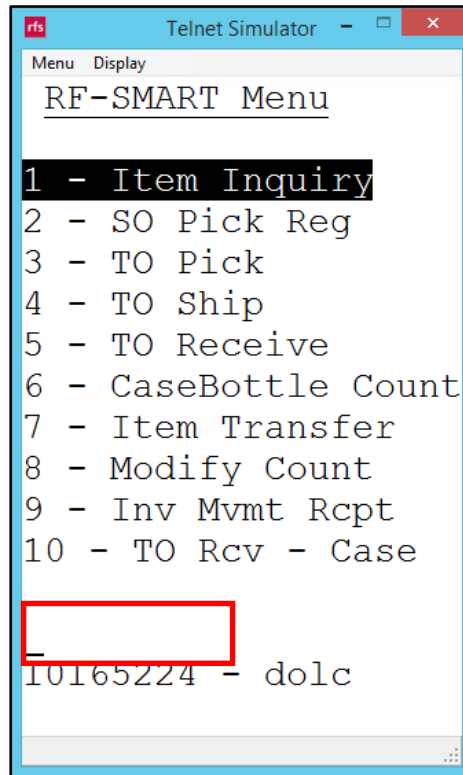 rfs Telnet Simulator
Menu Display
RF-SMART Menu
1 - Item Inquiry
2 - SO Pick Reg
3 - TO Pick
4 - TO Ship
5 - TO Receive
6 - CaseBottle Count
7 - Item Transfer
8 - Modify Count
9 - Inv Mvmt Rcpt
10 - TO Rcv - Case
_
10165224 - dolc